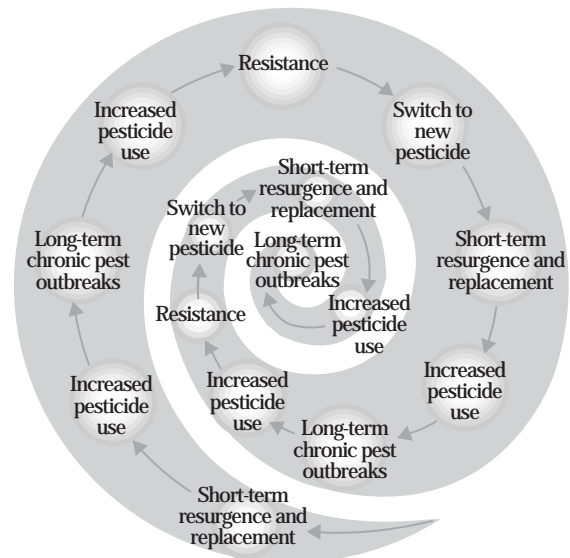 Resistance
Increased
pesticide
use
Switch to
new
pesticide
Short-term
resurgence and
replacement
Switch to
new
pesticide
Long-term
chronic pest
outbreaks
Long-term
chronic pest
outbreaks
Short-term
resurgence and
replacement
Resistance
Increased
pesticide
use
Increased
pesticide
use
Increased
pesticide
use
Increased
pesticide
use
Long-term
chronic pest
outbreaks
Short-term
resurgence and
replacement